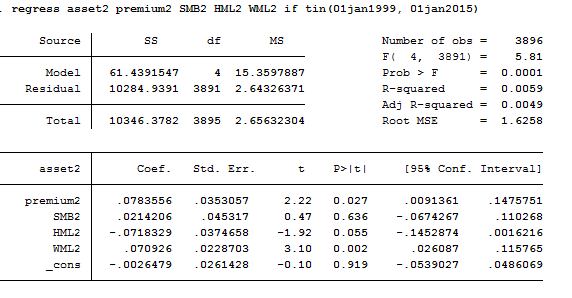 . regress asset2 premium2 SMB2 HML2 WML2 if tin(01jan1999, 01jan2015)
Source SS df MS Number of obs = 3896
F( 4, 3891) = 5.81
Model 61.4391547 4 15.3597887 Prob > F = 0.0001
Residual 10284.9391 3891 2.64326371 R-squared = 0.0059
Adj R-squared = 0.0049
Total 10346.3782 3895 2.65632304 Root MSE = 1.6258
asset2 Coef. Std. Err. t P>|t| [95% Conf. Interval]
premium2 .0783556 .0353057 2.22 0.027 .0091361 .1475751
SMB2 .0214206 .045317 0.47 0.636 -.0674267 .110268
HML2 -.0718329 .0374658 -1.92 0.055 -.1452874 .0016216
WML2 .070926 .0228703 3.10 0.002 .026087 .115765
_cons -.0026479 .0261428 -0.10 0.919 -.0539027 .0486069